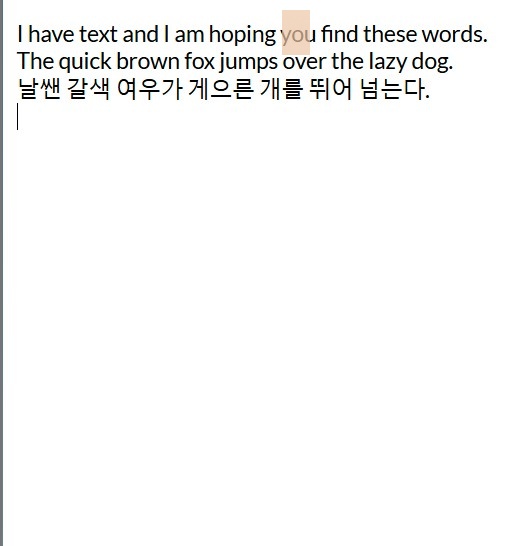 I have text and I am hoping you find these words.
The quick brown fox jumps over the lazy dog.
날쌘 갈색 여우가 게으른 개를 뛰어 넘는다.